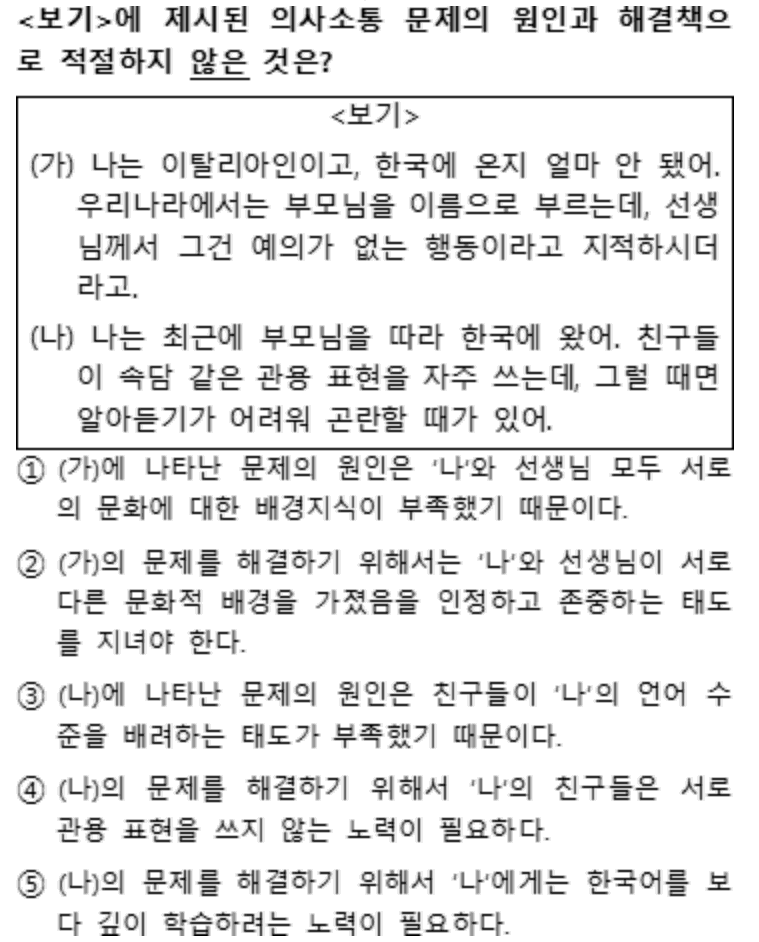 <보기>에 제시된 의사소통 문제의 원인과 해결책으
로 적절하지 않은 것은?
<보기>
(가) 나는 이탈리아인이고, 한국에 온지 얼마 안 됐어.
우리나라에서는 부모님을 이름으로 부르는데, 선생
님께서 그건 예의가 없는 행동이라고 지적하시더
라고.
(나) 나는 최근에 부모님을 따라 한국에 왔어. 친구들
이 속담 같은 관용 표현을 자주 쓰는데, 그럴 때면
알아듣기가 어려워 곤란할 때가 있어.
① (가)에 나타난 문제의 원인은 '나'와 선생님 모두 서로
의 문화에 대한 배경지식이 부족했기 때문이다.
② (가)의 문제를 해결하기 위해서는 '나'와 선생님이 서로
다른 문화적 배경을 가졌음을 인정하고 존중하는 태도
를 지녀야 한다.
③ (나)에 나타난 문제의 원인은 친구들이 '나'의 언어 수
준을 배려하는 태도가 부족했기 때문이다.
④ (나)의 문제를 해결하기 위해서 '나'의 친구들은 서로
관용 표현을 쓰지 않는 노력이 필요하다.
⑤ (나)의 문제를 해결하기 위해서 '나'에게는 한국어를 보
다 깊이 학습하려는 노력이 필요하다.